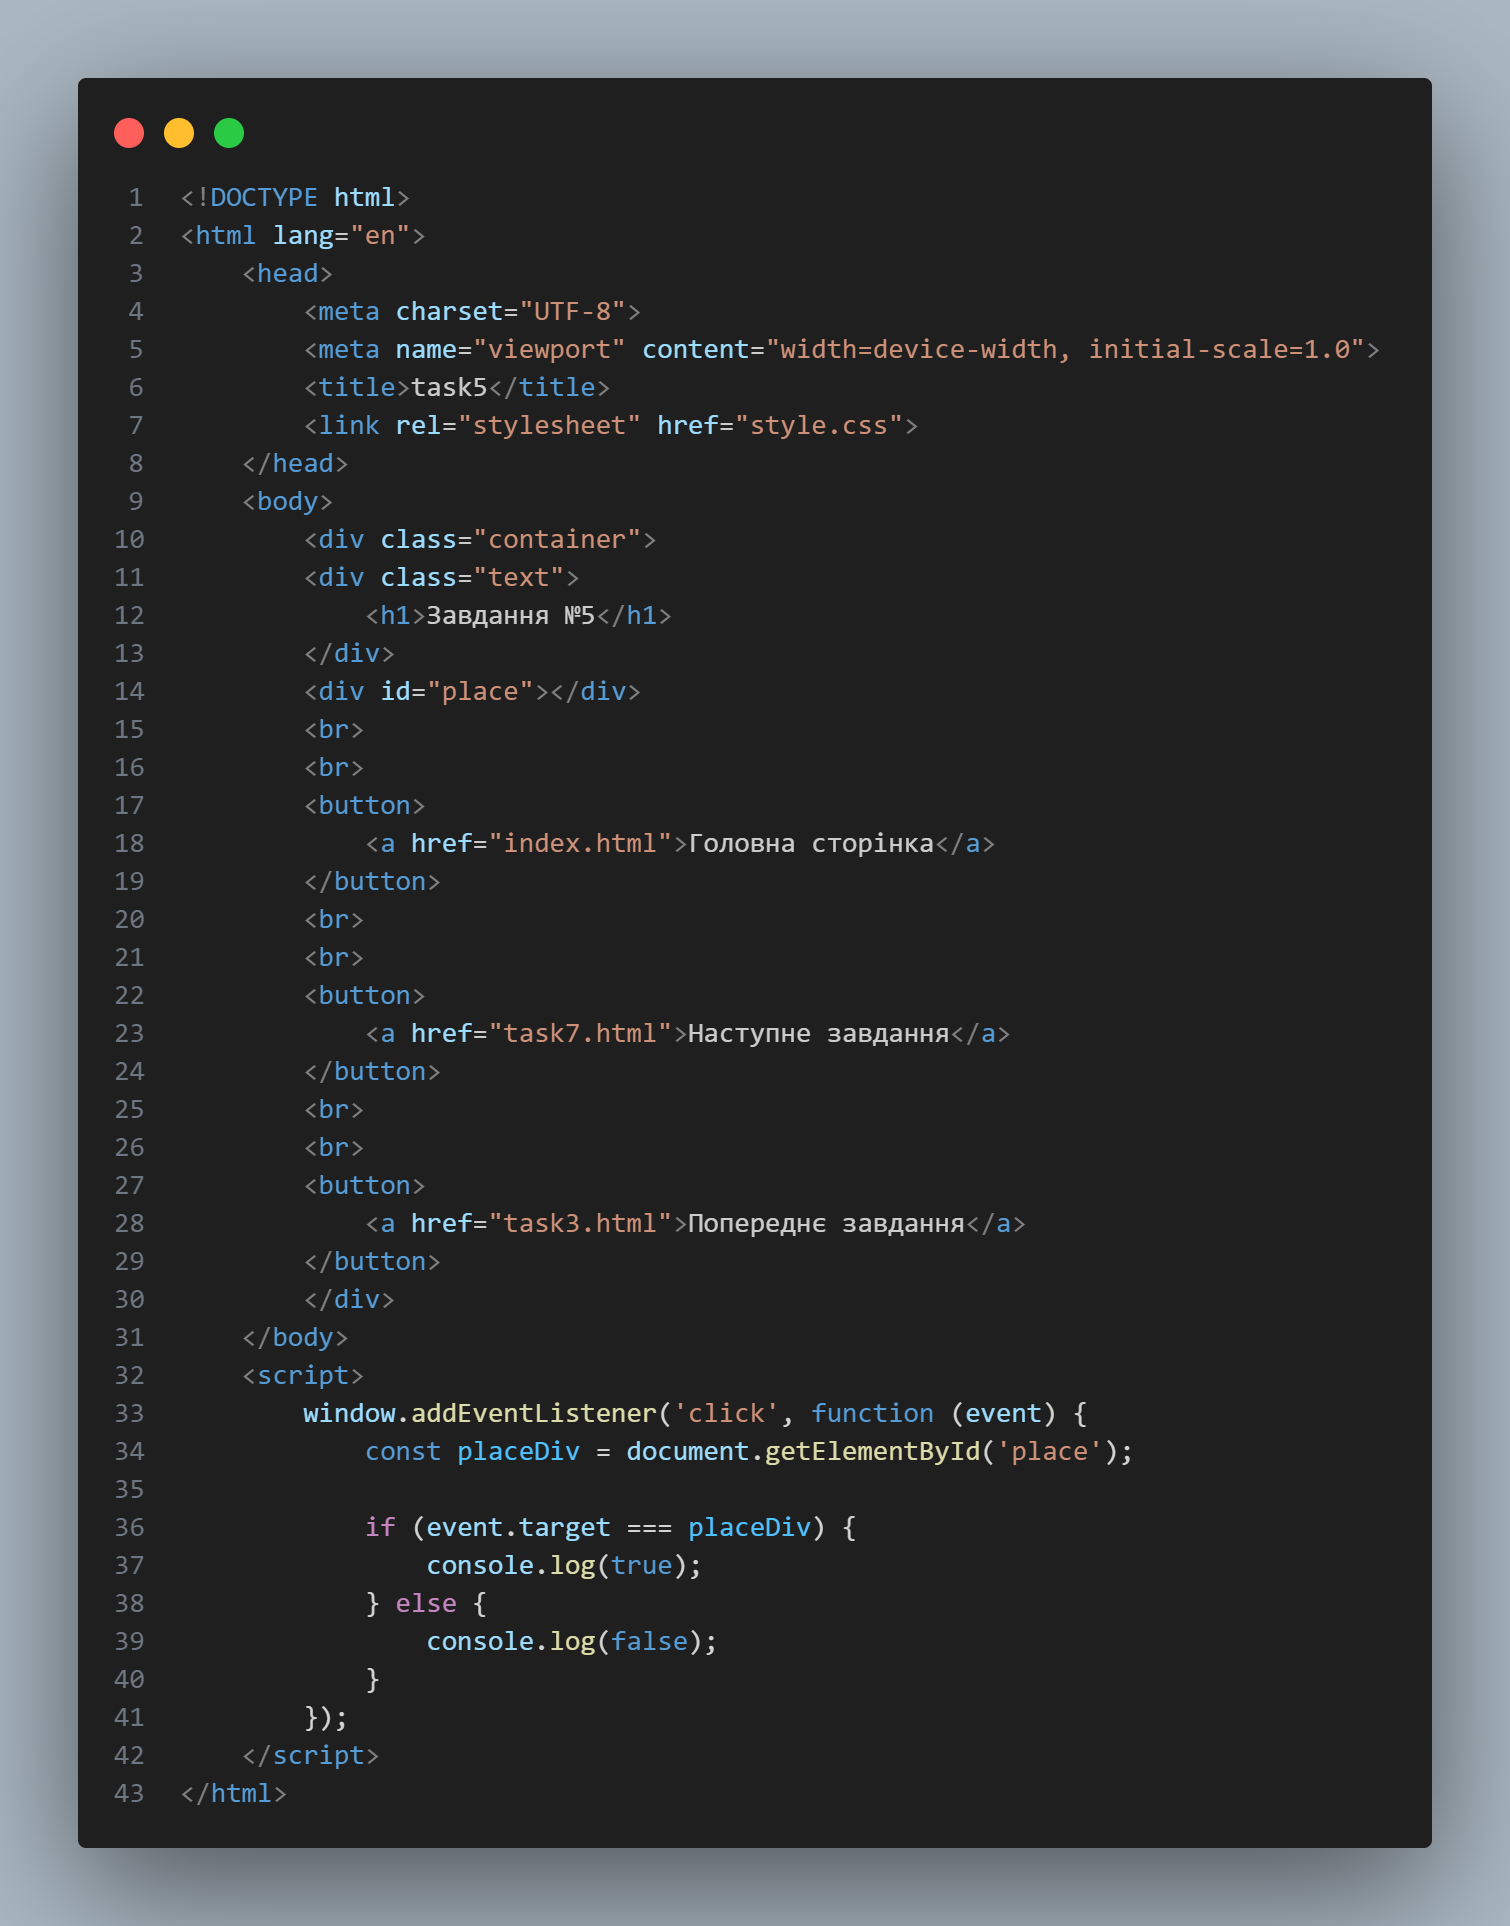 1 <!DOCTYPE html>
2 <html lang="en">
3     <head>
4         <meta charset="UTF-8">
5         <meta name="viewport" content="width=device-width, initial-scale=1.0">
6         <title>task5</title>
7         <link rel="stylesheet" href="style.css">
8     </head>
9     <body>
10         <div class="container">
11         <div class="text">
12             <h1>Завдання №5</h1>
13         </div>
14         <div id="place"></div>
15         <br>
16         <br>
17         <button>
18             <a href="index.html">Головна сторінка</a>
19         </button>
20         <br>
21         <br>
22         <button>
23             <a href="task7.html">Наступне завдання</a>
24         </button>
25         <br>
26         <br>
27         <button>
28             <a href="task3.html">Попереднє завдання</a>
29         </button>
30         </div>
31     </body>
32     <script>
33         window.addEventListener('click', function (event) {
34             const placeDiv = document.getElementById('place');
35
36             if (event.target === placeDiv) {
37                 console.log(true);
38             } else {
39                 console.log(false);
40             }
41         });
42     </script>
43 </html>